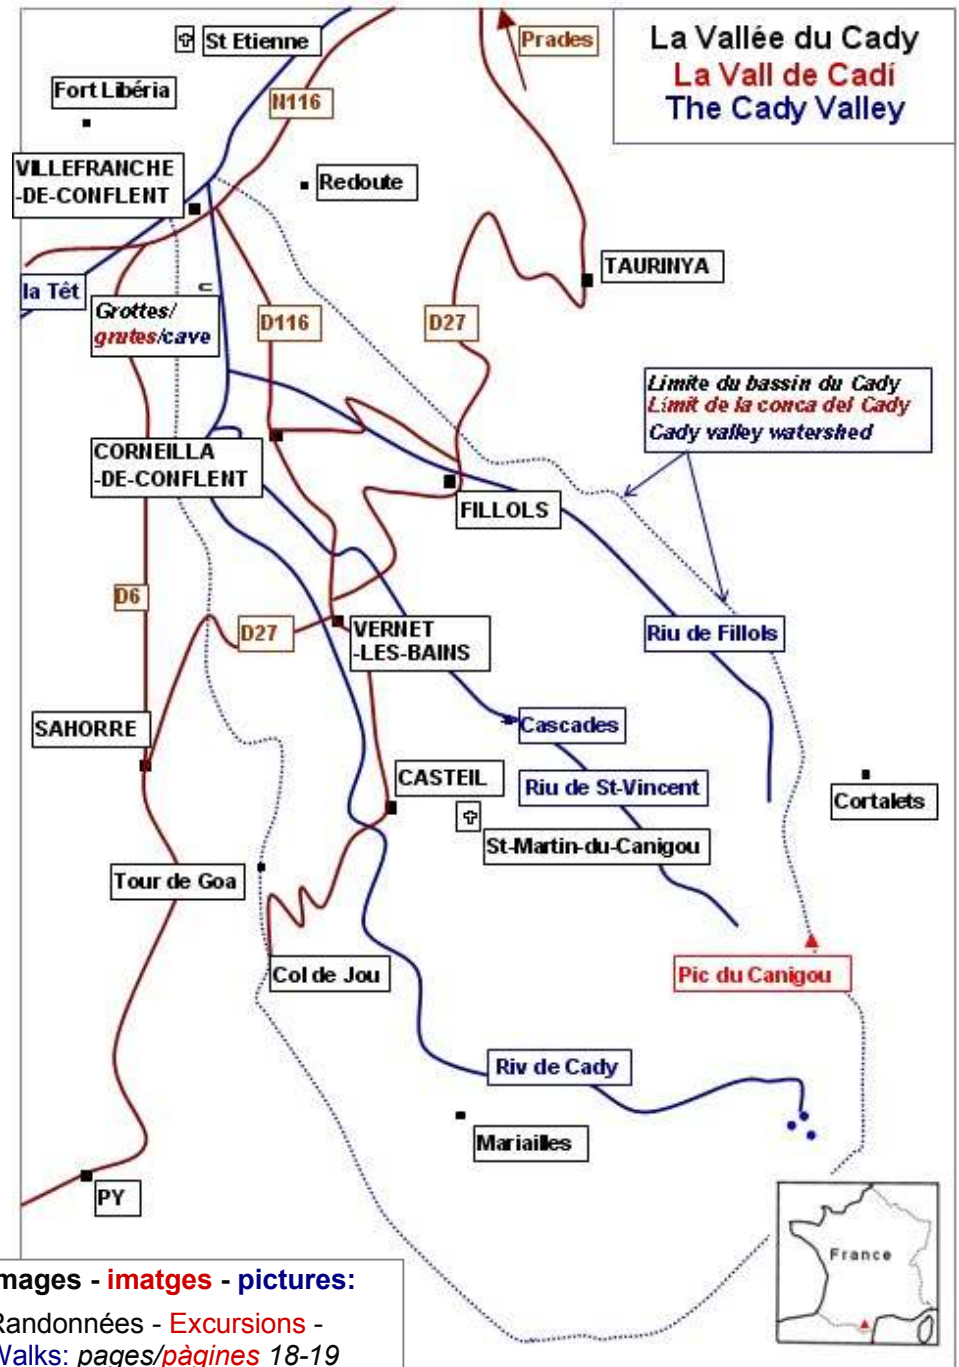 La Vallée du Cady
La Vall de Cadí
The Cady Valley
St Etienne
Prades
Fort Libéria
N116
VILLEFRANCHE
-DE-CONFLENT
Redoute
TAURINYA
la Têt
Grottes/
grutes/cave
D116
D27
Límite du bassin du Cady
Límit de la conca del Cady
Cady valley watershed
CORNEILLA
-DE-CONFLENT
FILLOLS
D6
D27
VERNET
-LES-BAINS
Riu de Fillols
SAHORRE
Cascades
CASTEIL
Riu de St-Vincent
Cortalets
St-Martin-du-Canigou
Tour de Goa
Col de Jou
Pic du Canigou
Riv de Cady
Mariailles
PY
France
mages - imatges - pictures:
Randonnées - Excursions -
Walks: pages/pàgines 18-19